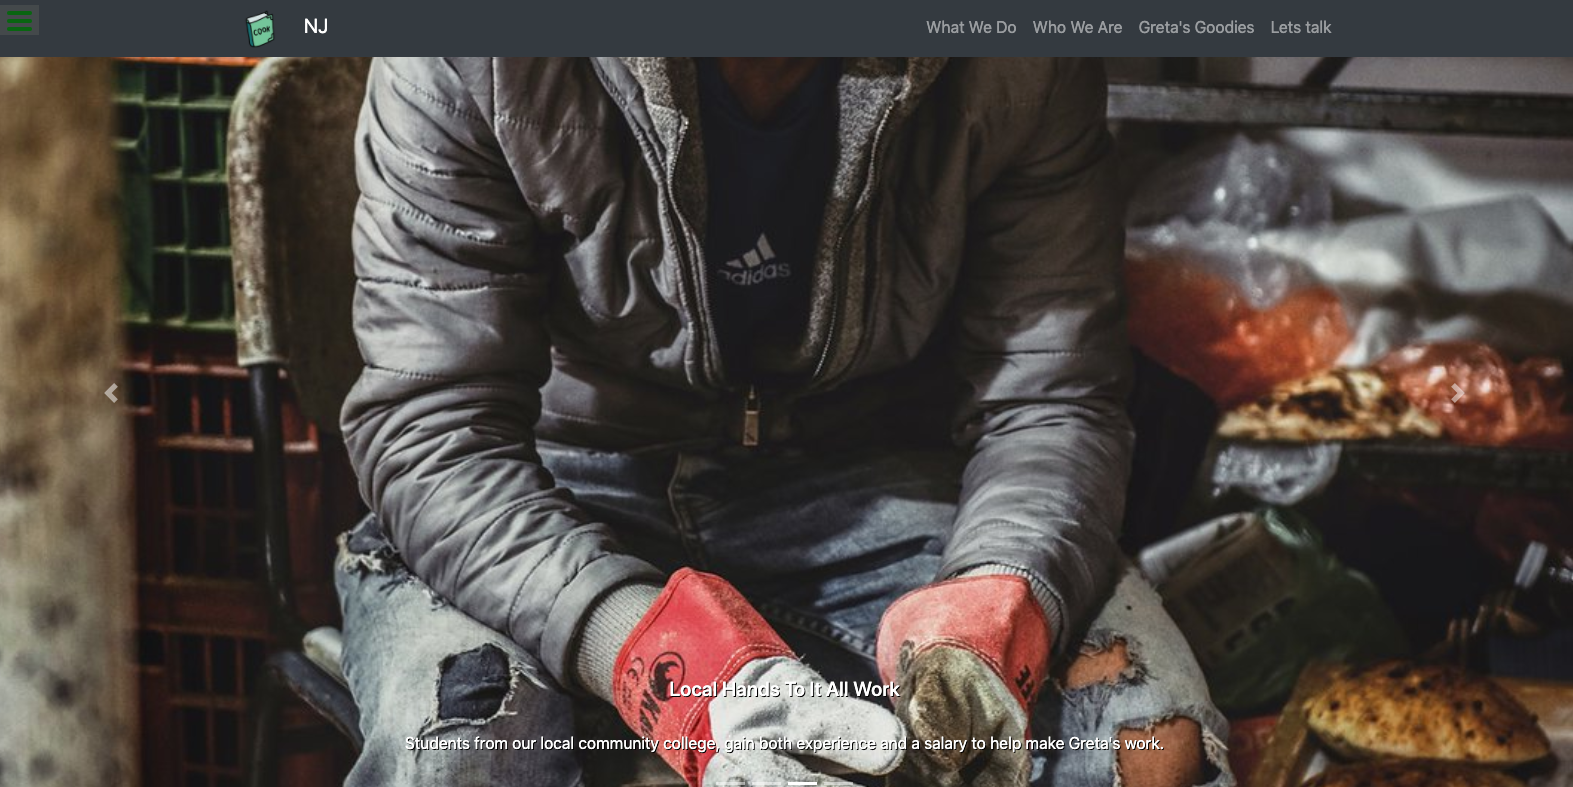 COOK
NJ
What We Do
Who We Are
Greta's Goodies
Lets talk
adidas
Local Hands To It All Work
Students from our local community college, gain both experience and a salary to help make Greta's work.